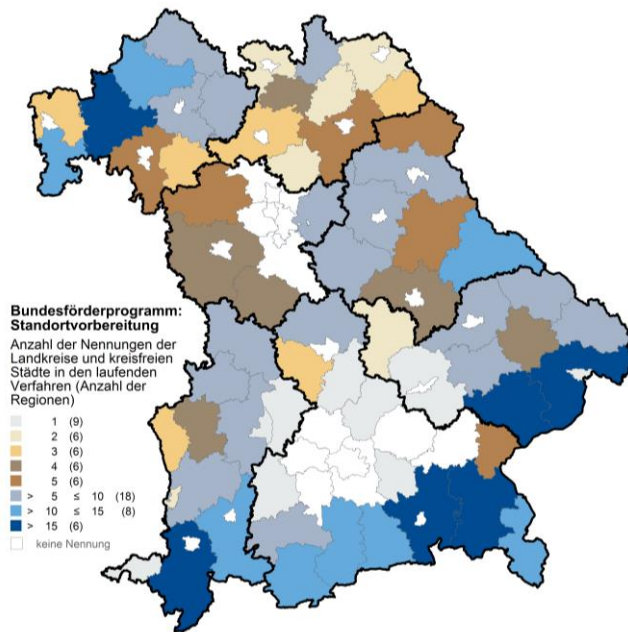 Bundesförderprogramm:
Standortvorbereitung
Anzahl der Nennungen der
Landkreise und kreisfreien
Städte in den laufenden
Verfahren (Anzahl der
Regionen)
1 (9)
2 (6)
3 (6)
4 (6)
5 (6)
> 5 ≤ 10 (18)
> 10 ≤ 15 (8)
> 15 (6)
keine Nennung